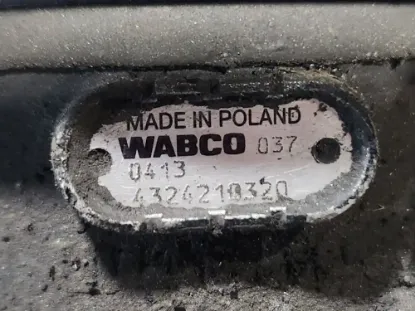 MADE IN POLAND
WABCO 037
0413
4324210320